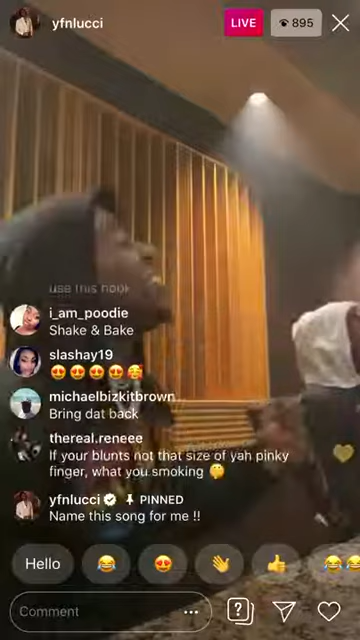 yfnlucci
LIVE
895
use this hook
i_am_poodie
Shake & Bake
slashay19
😍😍😍😍🥰
michaelbizkitbrown
Bring dat back
thereal.reneee
If your blunts not that size of yah pinky
finger, what you smoking 🤔
yfnlucci PINNED
Name this song for me !!
Hello 😂 😍 👋 👍 😂😂
Comment ...